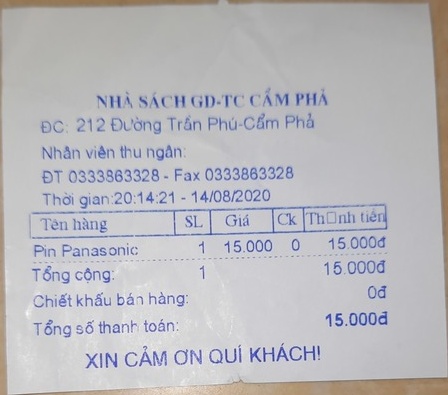 NHÀ SÁCH GD-TC CẨM PHẢ
ĐC: 212 Đường Trần Phú-Cẩm Phả
Nhân viên thu ngân:
ĐT 0333863328 - Fax 0333863328
Thời gian:20:14:21 - 14/08/2020
Tên hàng SL Giá Ck Th□nh tiền
Pin Panasonic 1 15.000 0 15.000đ
Tổng cộng: 1 15.000đ
Chiết khấu bán hàng: 0đ
Tổng số thanh toán: 15.000đ
XIN CẢM ƠN QUÍ KHÁCH!